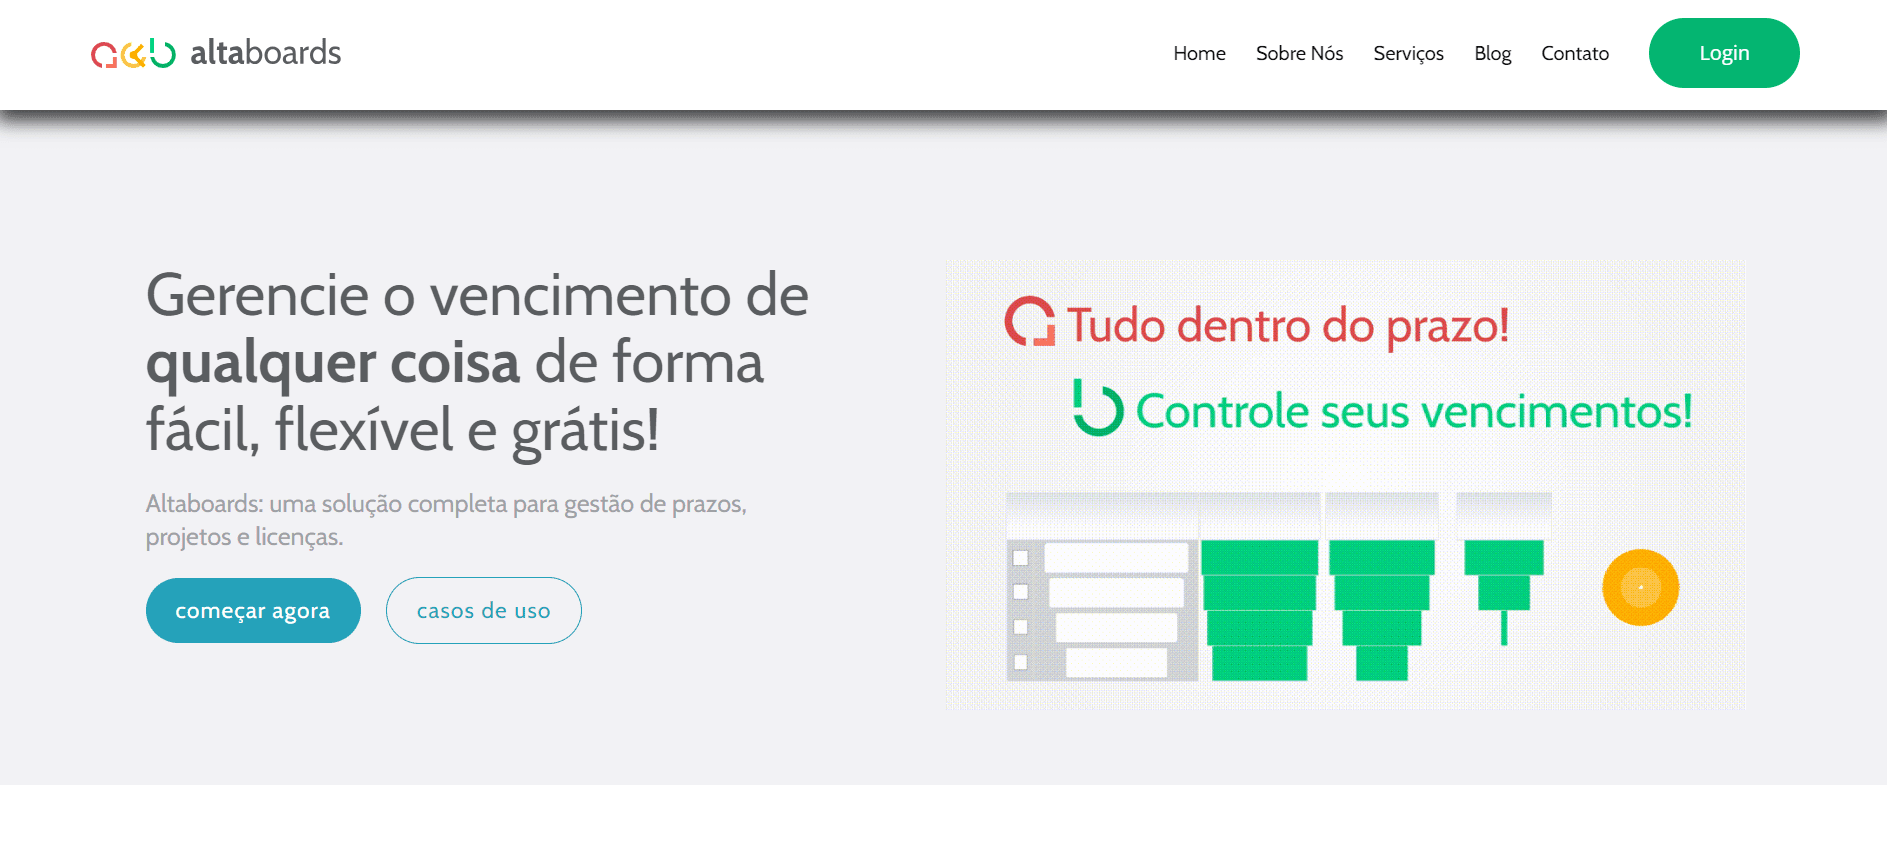 altaboards
Home Sobre Nós Serviços Blog Contato Login
Gerencie o vencimento de
qualquer coisa de forma
fácil, flexível e grátis!
Altaboards: uma solução completa para gestão de prazos,
projetos e licenças.
começar agora casos de uso
Tudo dentro do prazo!
Controle seus vencimentos!